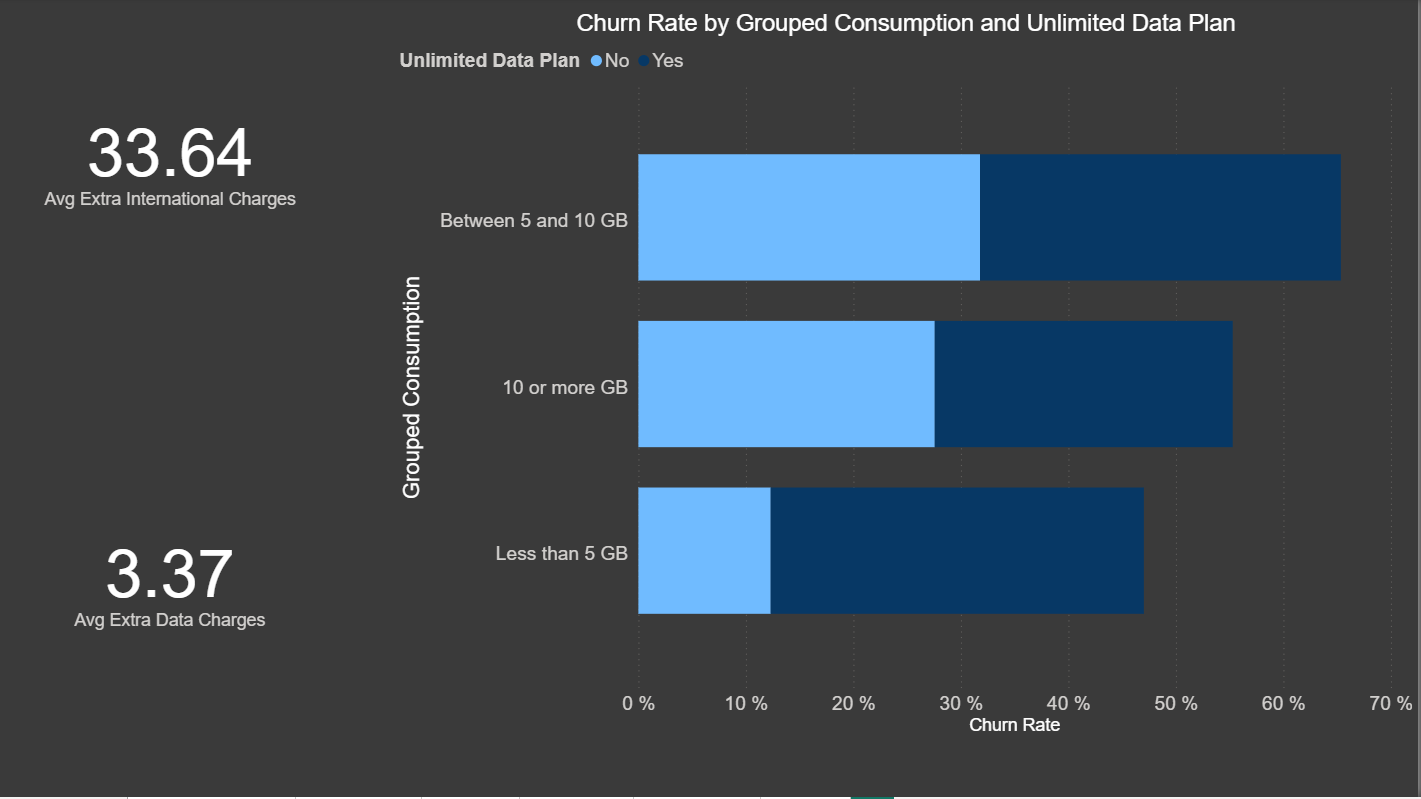 Churn Rate by Grouped Consumption and Unlimited Data Plan
Unlimited Data Plan No Yes
33.64
Avg Extra International Charges
3.37
Avg Extra Data Charges
Grouped Consumption
Between 5 and 10 GB
10 or more GB
Less than 5 GB
0 % 10 % 20 % 30 % 40 % 50 % 60 % 70 %
Churn Rate